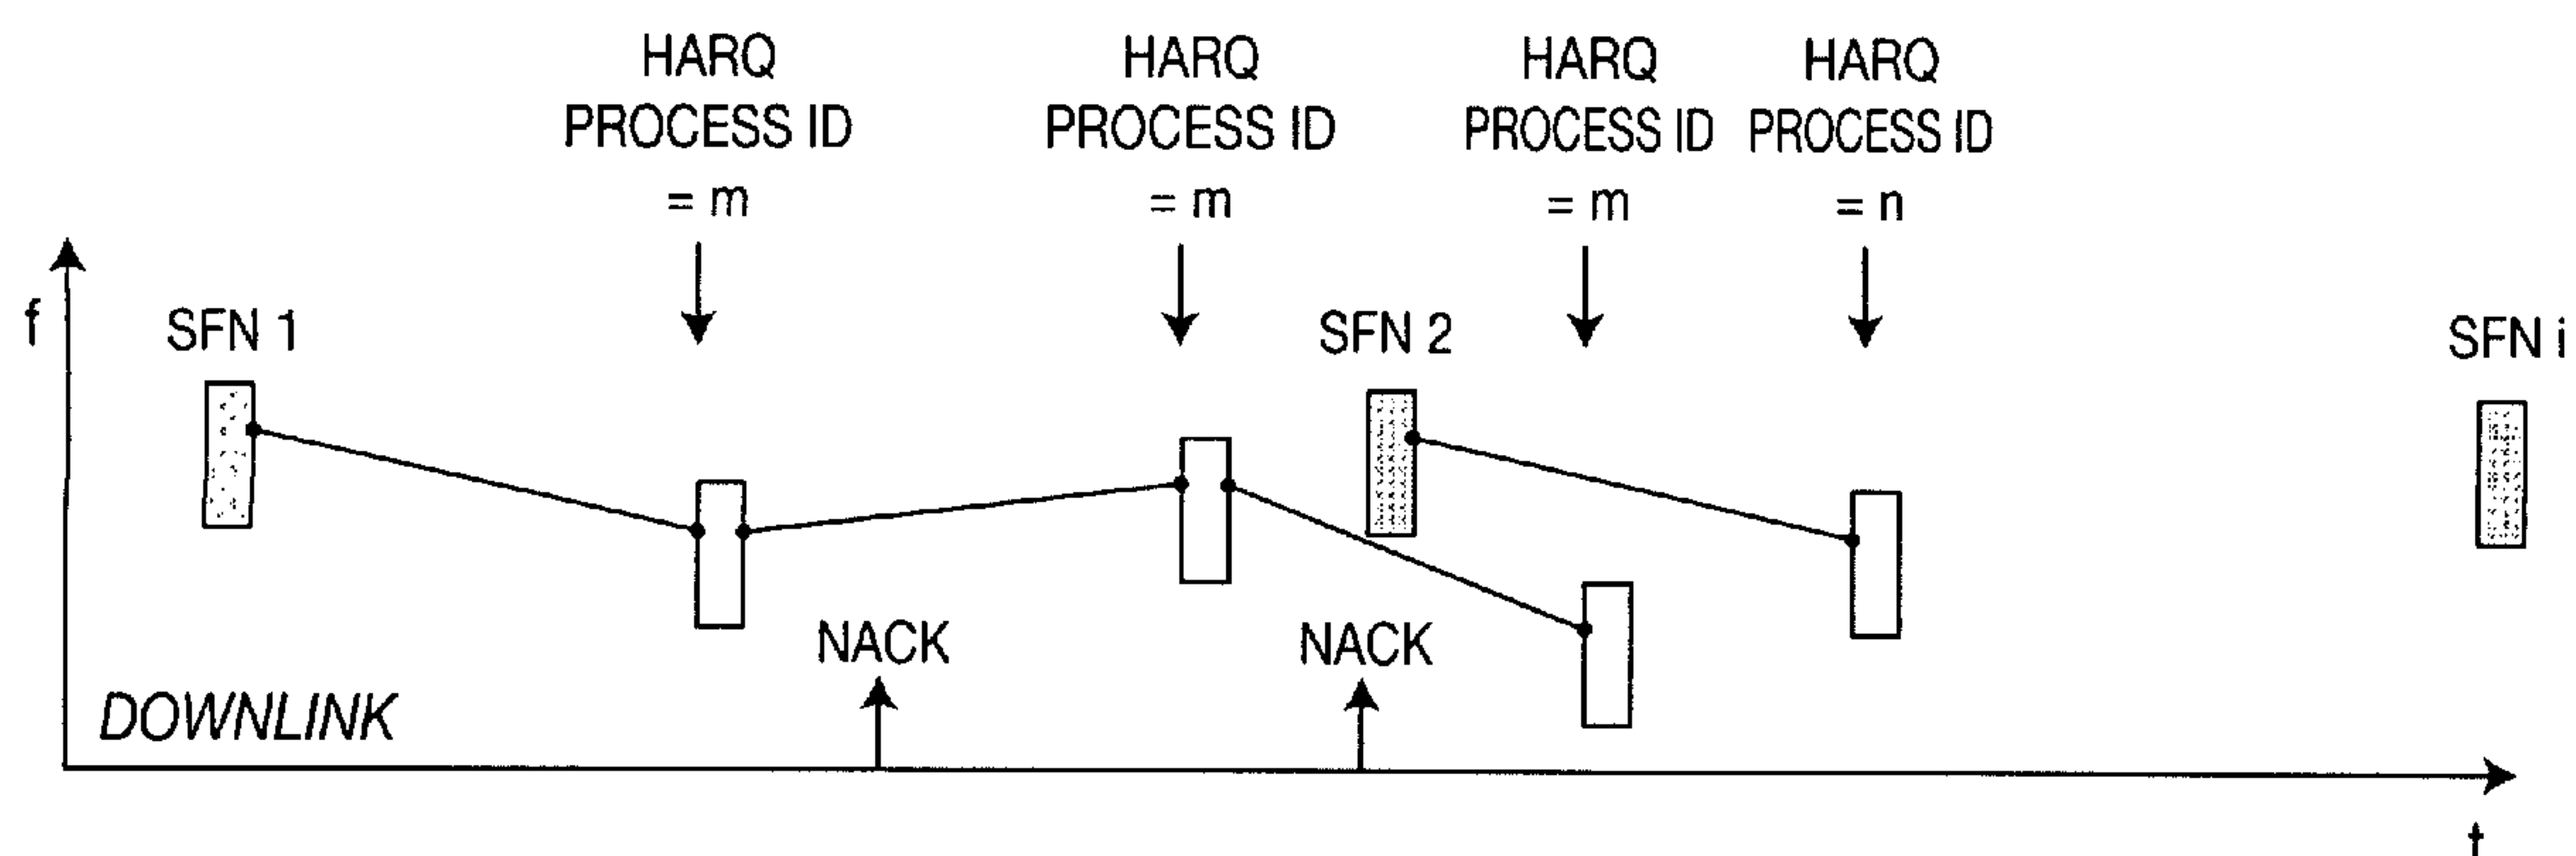 HARQ
PROCESS ID
= m
HARQ
PROCESS ID
= m
HARQ
PROCESS ID
= m
HARQ
PROCESS ID
= n
f
SFN 1
SFN 2
SFN i
NACK
NACK
DOWNLINK
t